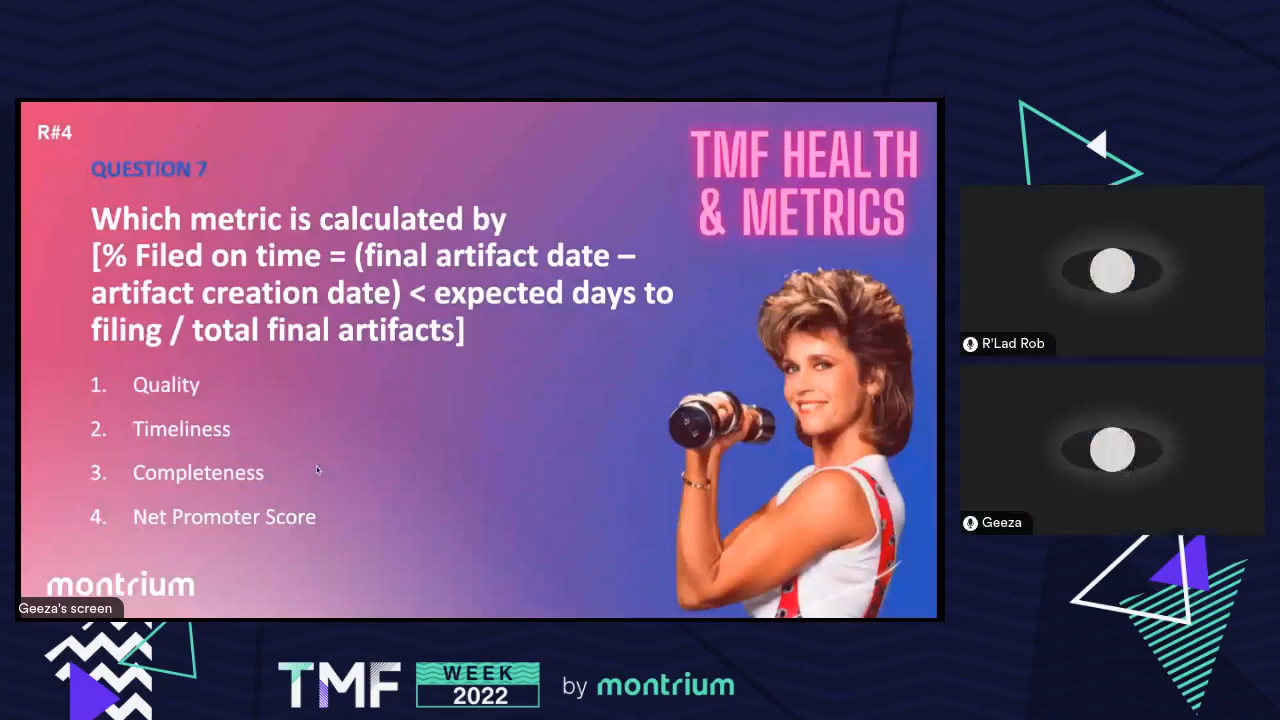 R#4
QUESTION 7
TMF HEALTH
& METRICS
Which metric is calculated by
[% Filed on time = (final artifact date –
artifact creation date) < expected days to
filing / total final artifacts]
1. Quality
2. Timeliness
3. Completeness
4. Net Promoter Score
montrium
Geeza's screen
R'Lad Rob
Geeza
TMF WEEK 2022 by montrium